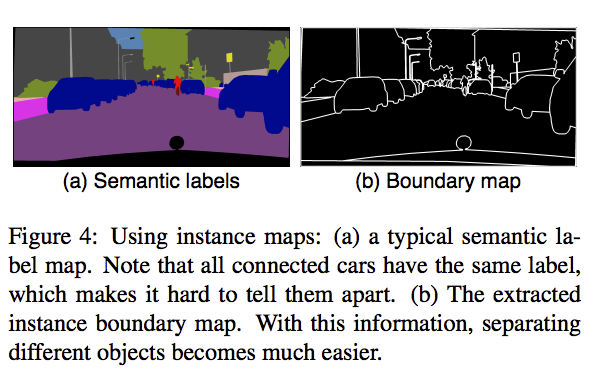 (a) Semantic labels
(b) Boundary map
Figure 4: Using instance maps: (a) a typical semantic la-
bel map. Note that all connected cars have the same label,
which makes it hard to tell them apart. (b) The extracted
instance boundary map. With this information, separating
different objects becomes much easier.